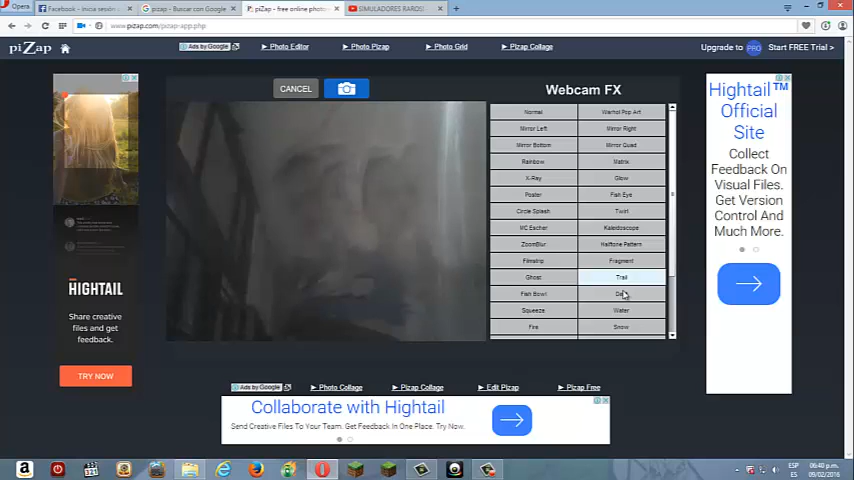 Opera
Facebook - Inicia sesión
pizap - Buscar con Google
piZap - free online photo
SIMULADORES RAROS!
www.pizap.com/pizap-app.php
piZap
Ads by Google
► Photo Editor
► Photo Pizap
► Photo Grid
► Pizap Collage
Upgrade to PRO Start FREE Trial >
CANCEL
Webcam FX
Normal
Warhol Pop Art
Mirror Left
Mirror Right
Mirror Bottom
Mirror Quad
Rainbow
Matrix
X-Ray
Glow
Poster
Fish Eye
Circle Splash
Twirl
MC Escher
Kaleidoscope
ZoomBlur
Halftone Pattern
Filmstrip
Fragment
Ghost
Trail
Fish Bowl
Squeeze
Water
Fire
Snow
HIGHTAIL
Share creative
files and get
feedback.
TRY NOW
Hightail™
Official
Site
Collect
Feedback On
Visual Files.
Get Version
Control And
Much More.
Ads by Google
► Photo Collage
► Pizap Collage
► Edit Pizap
► Pizap Free
Collaborate with Hightail
Send Creative Files To Your Team. Get Feedback In One Place. Try Now.
ESP
ES
06:40 p.m.
09/02/2016